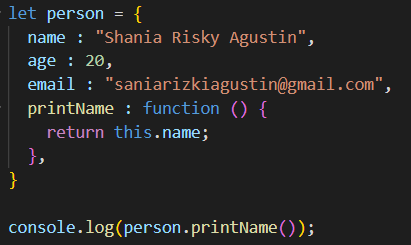 let person = {
  name : "Shania Risky Agustin",
  age : 20,
  email : "saniarizkiagustin@gmail.com",
  printName : function () {
    return this.name;
  },
}
console.log(person.printName());